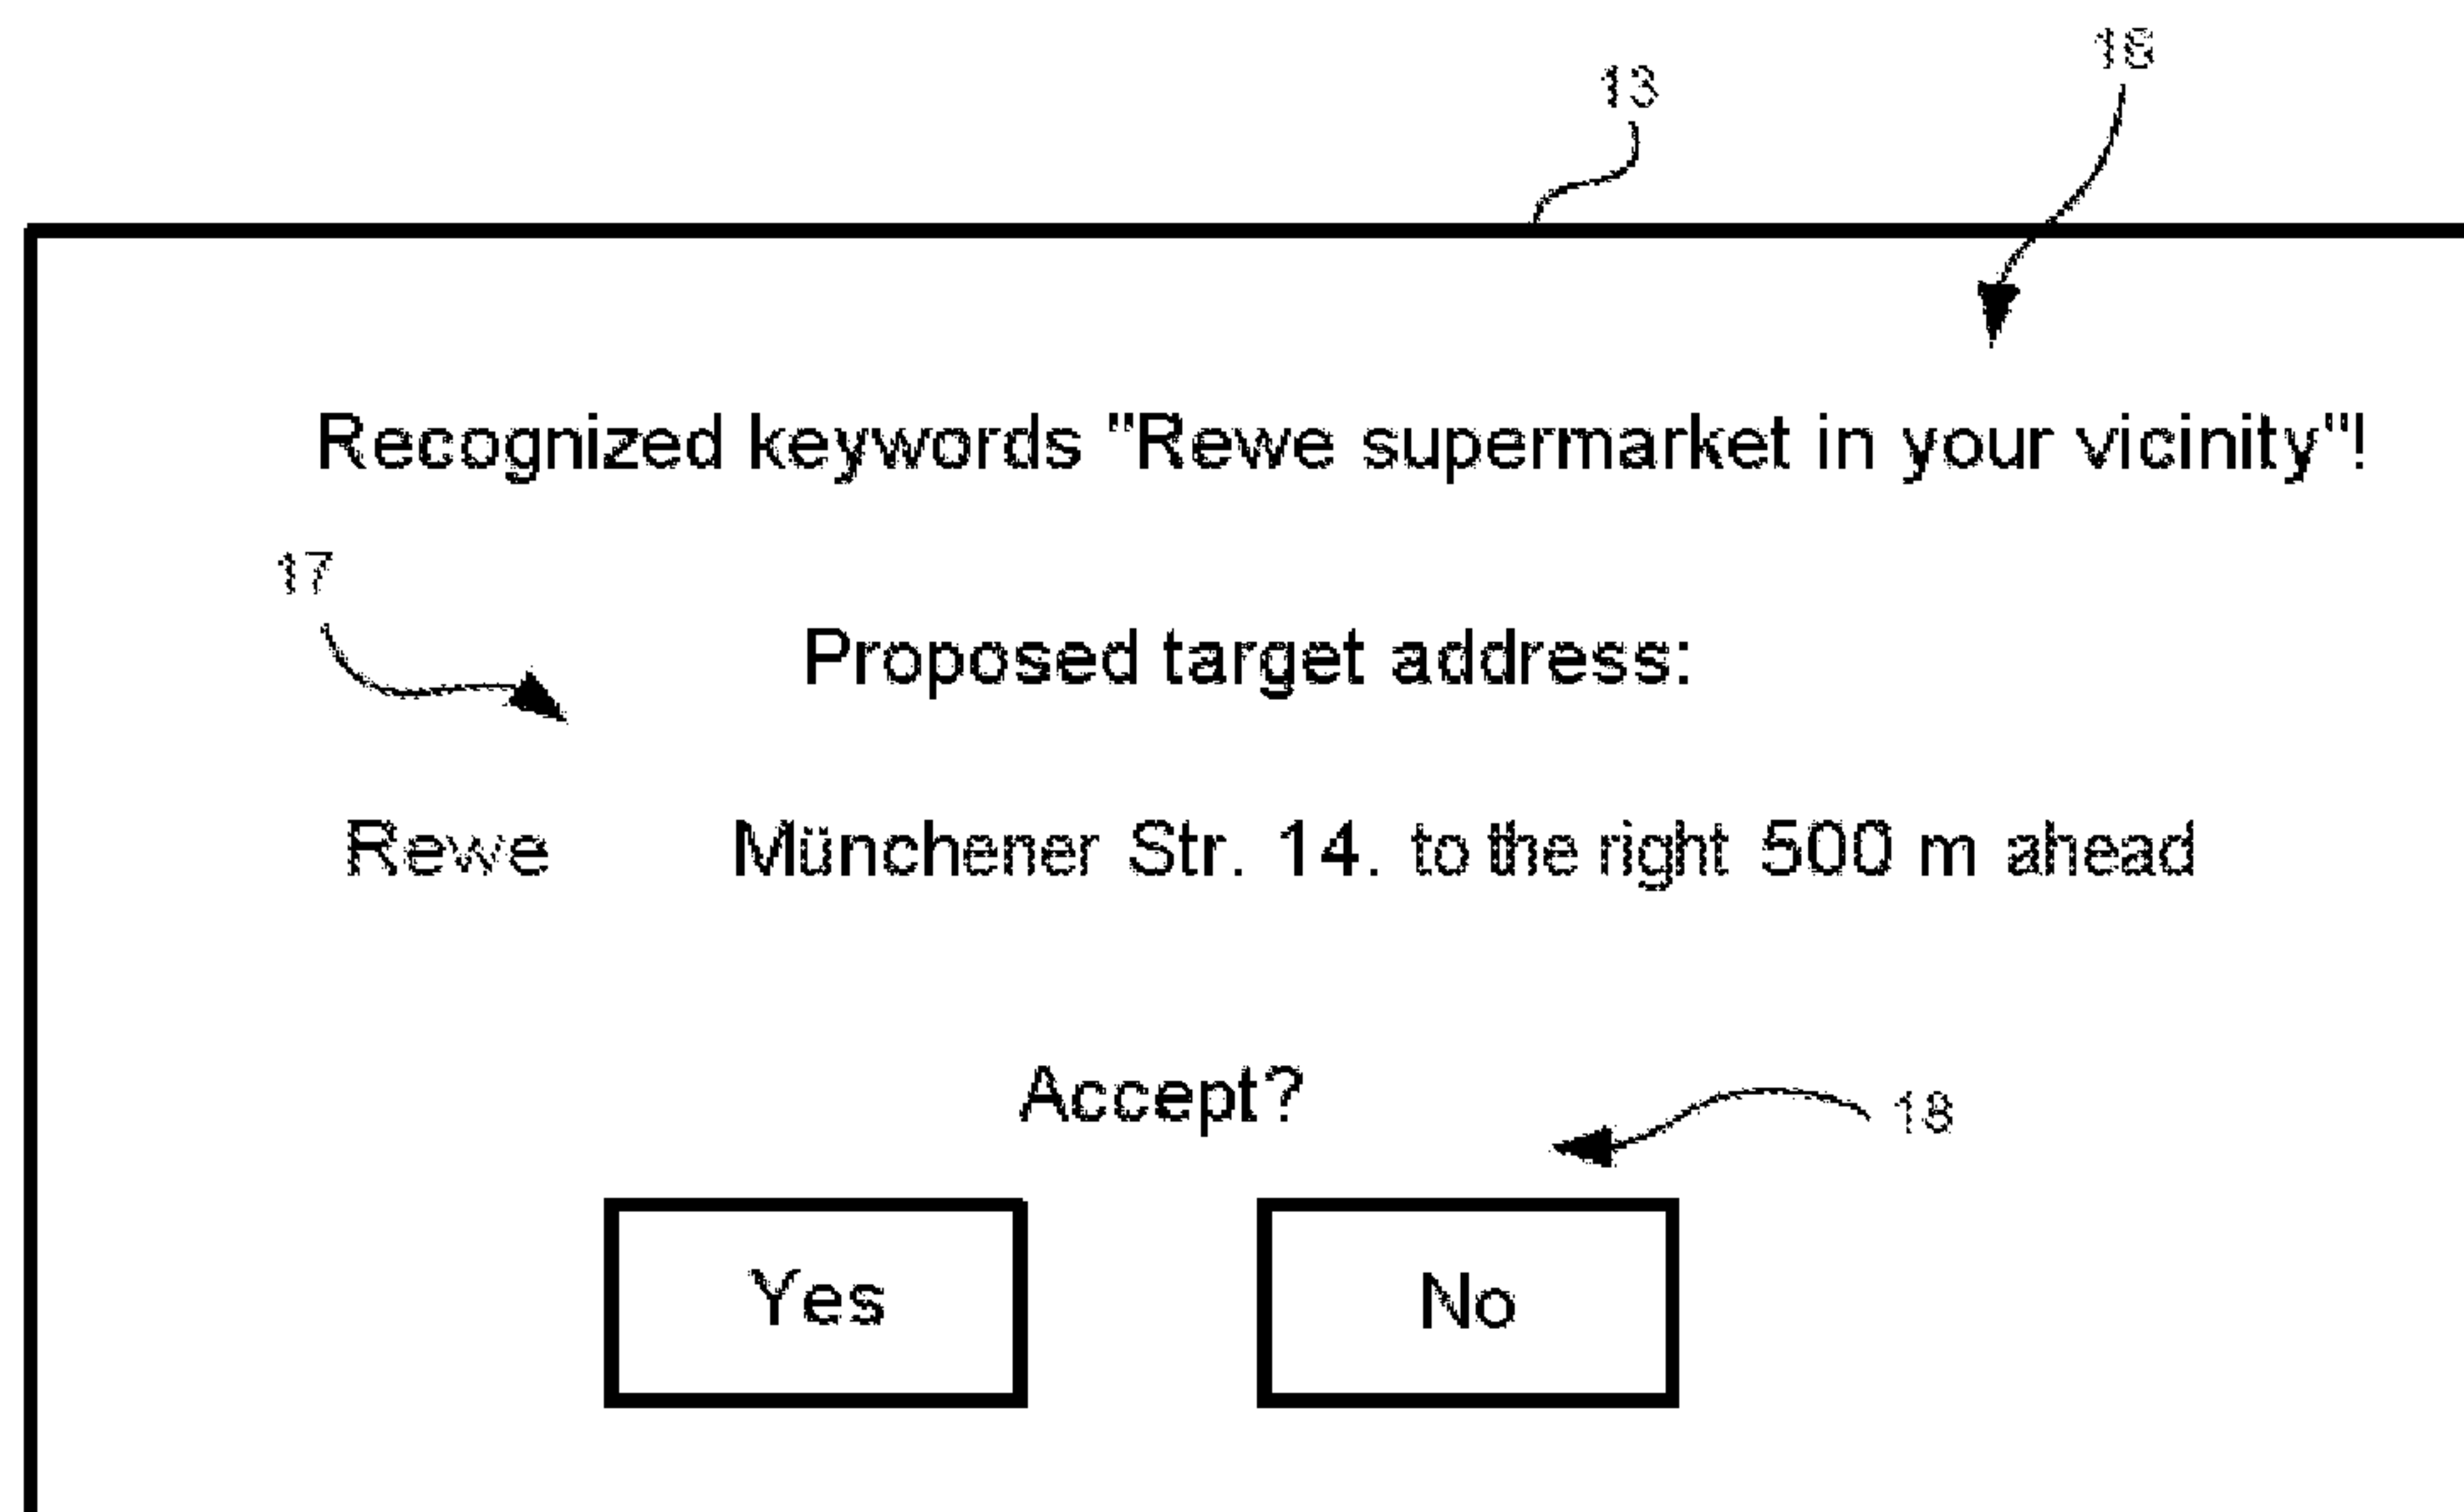 13
Recognized keywords "Rewe supermarket in your vicinity"!
17
Proposed target address:
Rewe Münchener Str. 14. to the right 500 m ahead
Accept?
18
Yes No